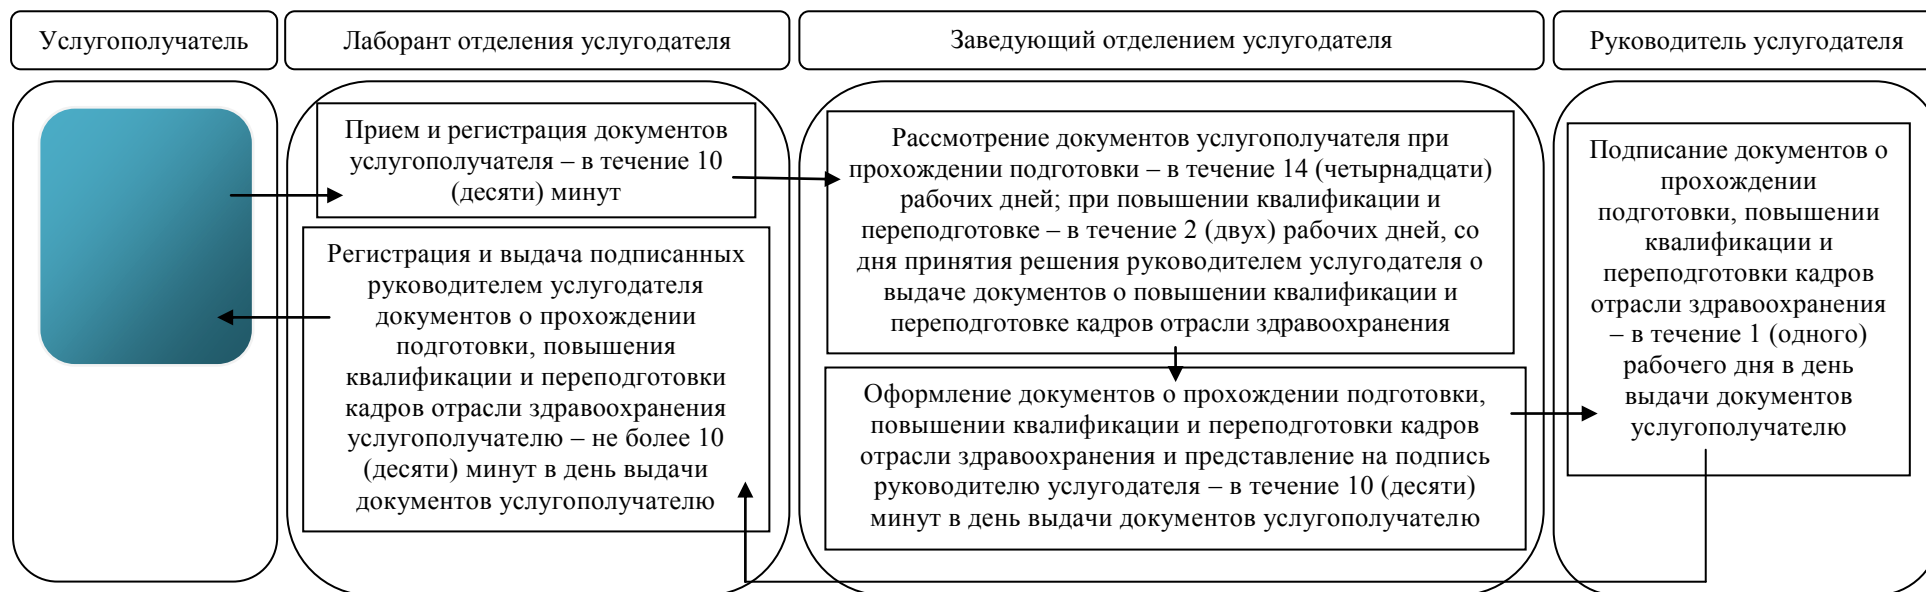 Услугополучатель
Лаборант отделения услугодателя
Заведующий отделением услугодателя
Руководитель услугодателя
Прием и регистрация документов
услугополучателя – в течение 10
(десяти) минут
Регистрация и выдача подписанных
руководителем услугодателя
документов о прохождении
подготовки, повышения
квалификации и переподготовки
кадров отрасли здравоохранения
услугополучателю – не более 10
(десяти) минут в день выдачи
документов услугополучателю
Рассмотрение документов услугополучателя при
прохождении подготовки – в течение 14 (четырнадцати)
рабочих дней; при повышении квалификации и
переподготовке – в течение 2 (двух) рабочих дней, со
дня принятия решения руководителем услугодателя о
выдаче документов о повышении квалификации и
переподготовке кадров отрасли здравоохранения
Оформление документов о прохождении подготовки,
повышении квалификации и переподготовки кадров
отрасли здравоохранения и представление на подпись
руководителю услугодателя – в течение 10 (десяти)
минут в день выдачи документов услугополучателю
Подписание документов о
прохождении
подготовки, повышении
квалификации и
переподготовки кадров
отрасли здравоохранения
– в течение 1 (одного)
рабочего дня в день
выдачи документов
услугополучателю